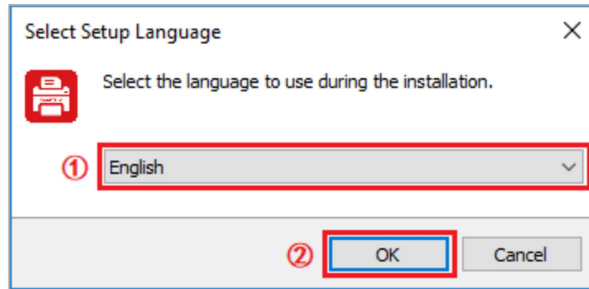 Select Setup Language
Select the language to use during the installation.
① English
② OK Cancel